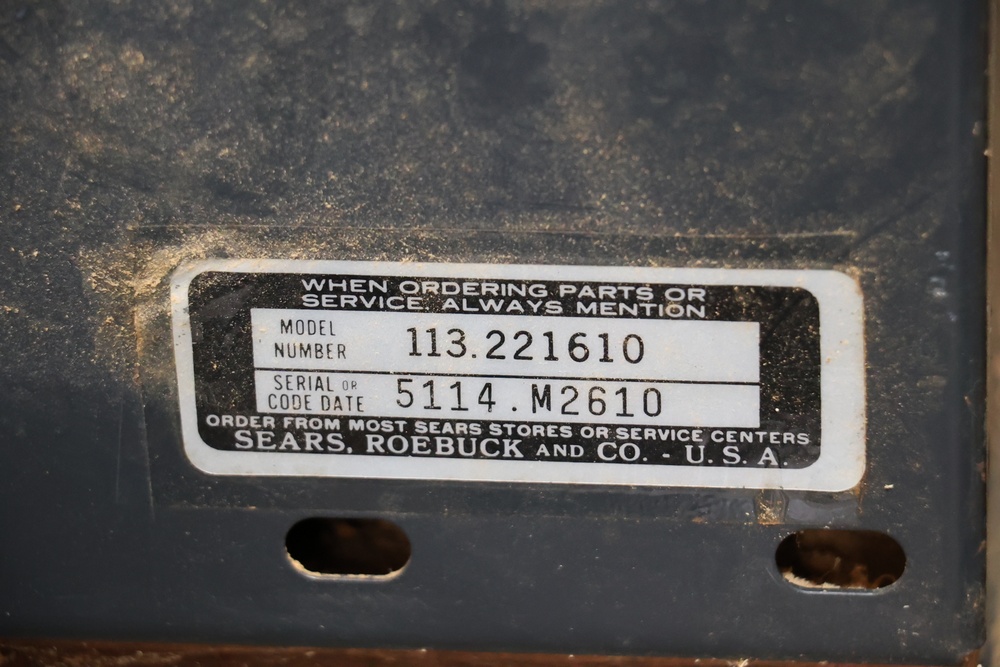 WHEN ORDERING PARTS OR
SERVICE ALWAYS MENTION
MODEL
NUMBER
113.221610
SERIAL OR
CODE DATE
5114.M2610
ORDER FROM MOST SEARS STORES OR SERVICE CENTERS
SEARS, ROEBUCK AND CO. - U.S.A.